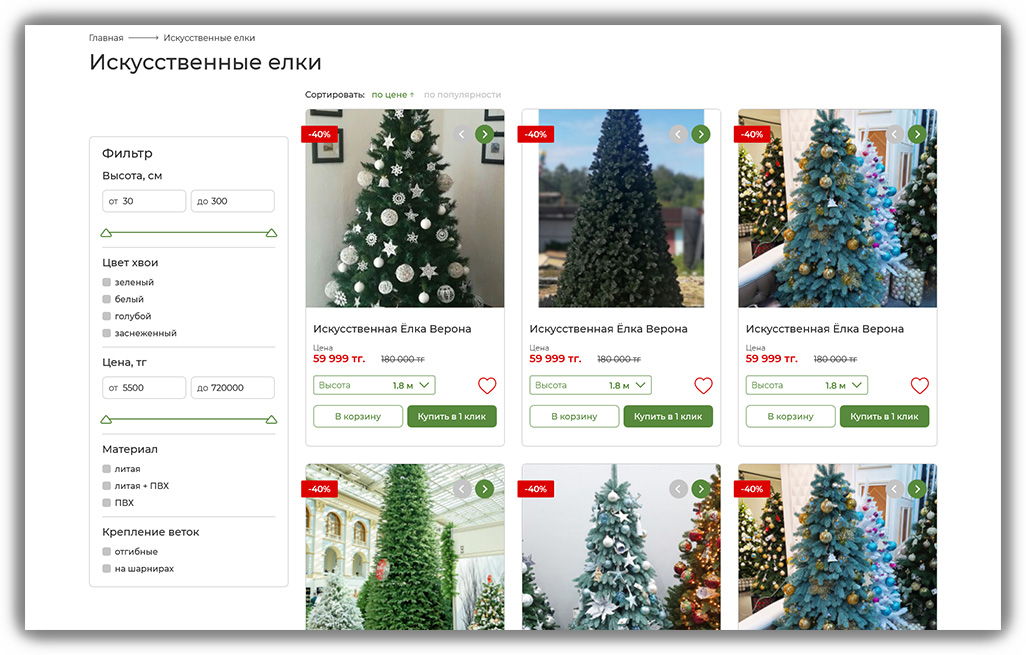 Главная Искусственные елки
Искусственные елки
Сортировать: по цене ↑ по популярности
Фильтр
Высота, см
от 30 до 300
Цвет хвои
зеленый
белый
голубой
заснеженный
Цена, тг
от 5500 до 720000
Материал
литая
литая + ПВХ
ПВХ
Крепление веток
отгибные
на шарнирах
-40%
Искусственная Ёлка Верона
Цена
59 999 тг. 180 000 тг
Высота 1.8 м
В корзину Купить в 1 клик
-40%
Искусственная Ёлка Верона
Цена
59 999 тг. 180 000 тг
Высота 1.8 м
В корзину Купить в 1 клик
-40%
Искусственная Ёлка Верона
Цена
59 999 тг. 180 000 тг
Высота 1.8 м
В корзину Купить в 1 клик
-40%
-40%
-40%